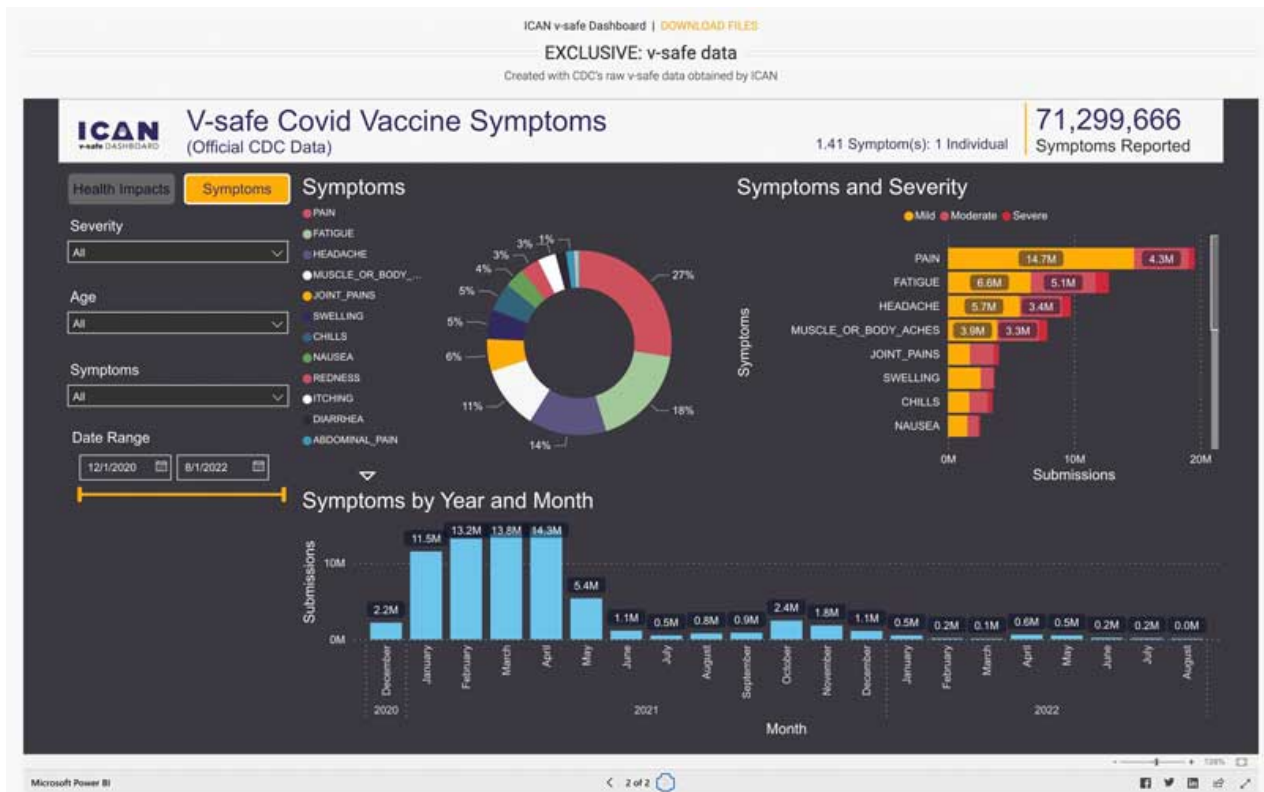 ICAN v-safe Dashboard | DOWNLOAD FILES
EXCLUSIVE: v-safe data
Created with CDC's raw v-safe data obtained by ICAN
ICAN
v-safe DASHBOARD
V-safe Covid Vaccine Symptoms
(Official CDC Data)
1.41 Symptom(s): 1 Individual
71,299,666
Symptoms Reported
Health Impacts
Symptoms
Severity
All
Age
All
Symptoms
All
Date Range
12/1/2020
8/1/2022
Symptoms
PAIN
FATIGUE
HEADACHE
MUSCLE_OR_BODY_...
JOINT_PAINS
SWELLING
CHILLS
NAUSEA
REDNESS
ITCHING
DIARRHEA
ABDOMINAL_PAIN
27%
18%
14%
11%
6%
5%
5%
4%
3%
3%
1%
Symptoms and Severity
Mild Moderate Severe
Symptoms
PAIN 14.7M 4.3M
FATIGUE 6.6M 5.1M
HEADACHE 5.7M 3.4M
MUSCLE_OR_BODY_ACHES 3.9M 3.3M
JOINT_PAINS
SWELLING
CHILLS
NAUSEA
0M 10M 20M
Submissions
Symptoms by Year and Month
Submissions
10M
0M
2.2M 11.5M 13.2M 13.8M 14.3M 5.4M 1.1M 0.5M 0.8M 0.9M 2.4M 1.8M 1.1M 0.5M 0.2M 0.1M 0.6M 0.5M 0.2M 0.2M 0.0M
December January February March April May June July August September October November December January February March April May June July August
2020 2021 2022
Month
Microsoft Power BI
2 of 2